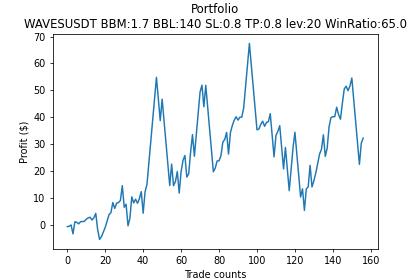 Portfolio
WAVESUSDT BBM:1.7 BBL:140 SL:0.8 TP:0.8 lev:20 WinRatio:65.0
70
60
50
40
30
20
10
0
Profit ($)
0 20 40 60 80 100 120 140 160
Trade counts